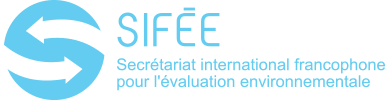 SIFÉE
Secrétariat international francophone
pour l'évaluation environnementale